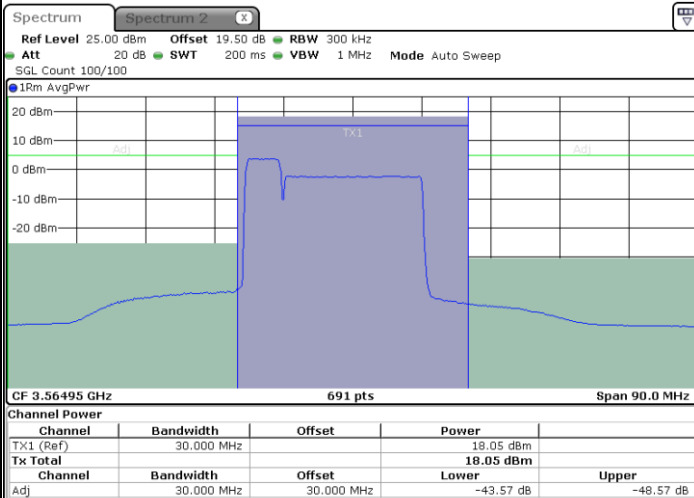 Spectrum Spectrum 2 X
Ref Level 25.00 dBm Offset 19.50 dB RBW 300 kHz
Att 20 dB SWT 200 ms VBW 1 MHz Mode Auto Sweep
SGL Count 100/100
1Rm AvgPwr
20 dBm
TX1
10 dBm
Adj Adj
0 dBm
-10 dBm
-20 dBm
CF 3.56495 GHz 691 pts Span 90.0 MHz
Channel Power
Channel Bandwidth Offset Power
TX1 (Ref) 30.000 MHz 18.05 dBm
Tx Total 18.05 dBm
Channel Bandwidth Offset Lower Upper
Adj 30.000 MHz 30.000 MHz -43.57 dB -48.57 dB